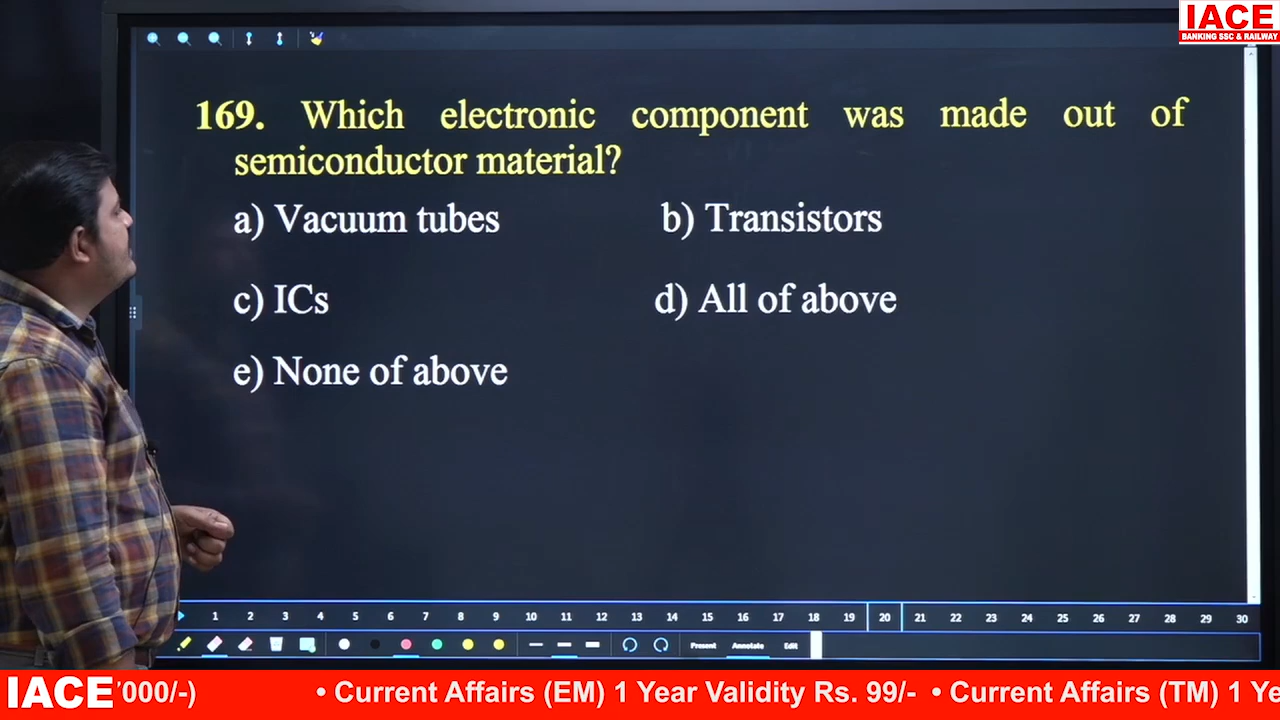 IACE
BANKING SSC & RAILWAY
169. Which electronic component was made out of
semiconductor material?
a) Vacuum tubes b) Transistors
c) ICs d) All of above
e) None of above
1 2 3 4 5 6 7 8 9 10 11 12 13 14 15 16 17 18 19 20 21 22 23 24 25 26 27 28 29 30
Present Annotate Edit
IACE '000/-) • Current Affairs (EM) 1 Year Validity Rs. 99/- • Current Affairs (TM) 1 Ye